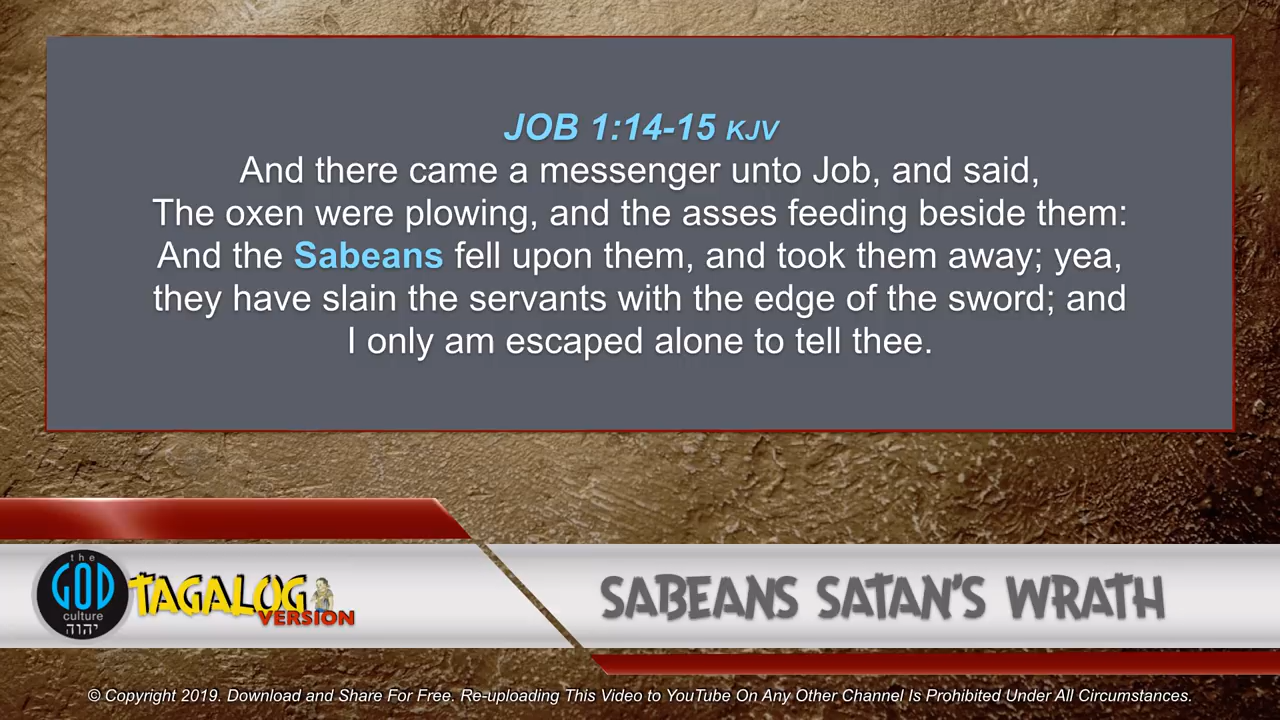 JOB 1:14-15 KJV
And there came a messenger unto Job, and said,
The oxen were plowing, and the asses feeding beside them:
And the Sabeans fell upon them, and took them away; yea,
they have slain the servants with the edge of the sword; and
I only am escaped alone to tell thee.
the
GOD
culture
יהוה
TAGALOG
VERSION
SABEANS SATAN'S WRATH
© Copyright 2019. Download and Share For Free. Re-uploading This Video to YouTube On Any Other Channel Is Prohibited Under All Circumstances.